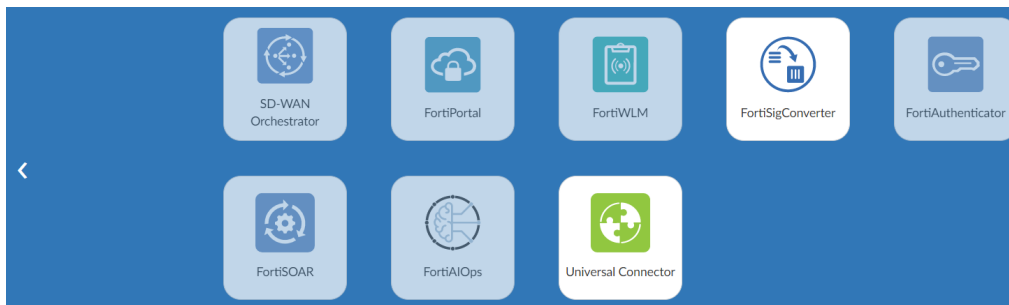 SD-WAN
Orchestrator
FortiPortal
FortiWLM
FortiSigConverter
FortiAuthenticator
FortiSOAR
FortiAIOps
Universal Connector